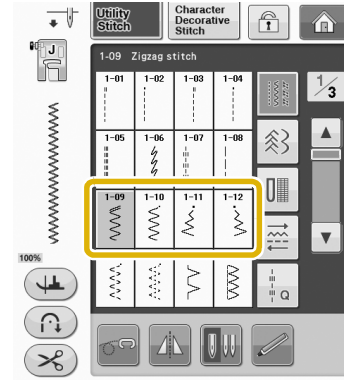 Utility
Stitch
Character
Decorative
Stitch
J
1-09 Zigzag stitch
1/3
1-01 1-02 1-03 1-04
1-05 1-06 1-07 1-08
1-09 1-10 1-11 1-12
100%
Q